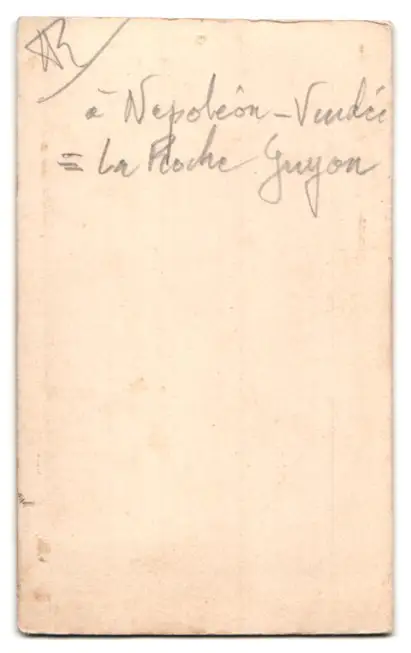 à Napoléon-Vendée
= La Roche Guyon